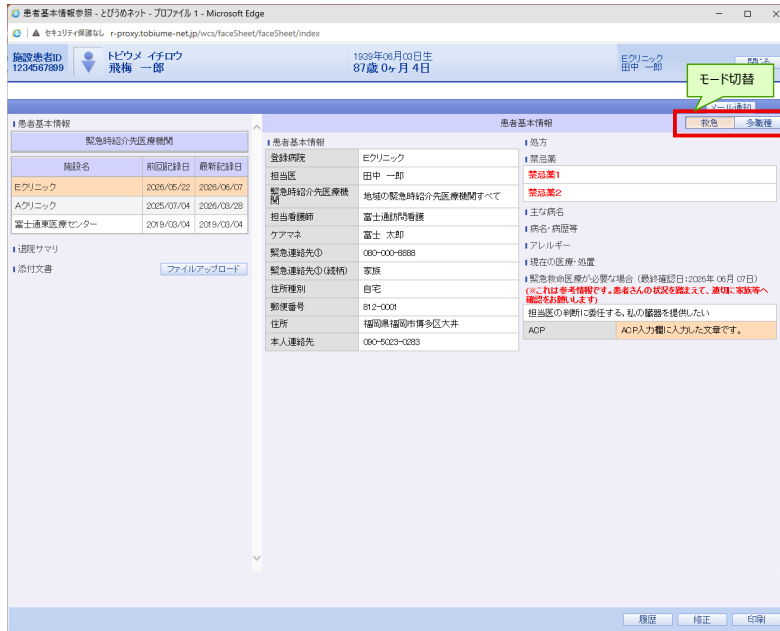 患者基本情報参照 - とびうめネット - プロファイル 1 - Microsoft Edge
セキュリティ保護なし r-proxy.tobiume-net.jp/wcs/faceSheet/faceSheet/index
施設患者ID
1234567899
トビウメ イチロウ
飛梅 一郎
1939年06月03日生
87歳 0ヶ月 4日
Eクリニック
田中 一郎
閉じる
モード切替
メール通知
患者基本情報
救急 多職種
患者基本情報
緊急時紹介先医療機関
施設名 前回記録日 最新記録日
Eクリニック 2026/05/22 2026/06/07
Aクリニック 2025/07/04 2026/03/28
富士通東医療センター 2019/03/04 2019/03/04
退院サマリ
添付文書 ファイルアップロード
患者基本情報
登録病院 Eクリニック
担当医 田中 一郎
緊急時紹介先医療機関 地域の緊急時紹介先医療機関すべて
担当看護師 富士通訪問看護
ケアマネ 富士 太郎
緊急連絡先① 080-000-8888
緊急連絡先①(続柄) 家族
住所種別 自宅
郵便番号 812-0001
住所 福岡県福岡市博多区大井
本人連絡先 090-5023-0283
処方
禁忌薬
禁忌薬1
禁忌薬2
主な病名
病名・病歴等
アレルギー
現在の医療・処置
緊急救命医療が必要な場合 (最終確認日:2026年 06月 07日)
(※これは参考情報です。患者さんの状況を踏まえて、適切に家族等へ
確認をお願いします)
担当医の判断に委任する,私の臓器を提供したい
ACP ACP入力欄に入力した文章です。
履歴 修正 印刷